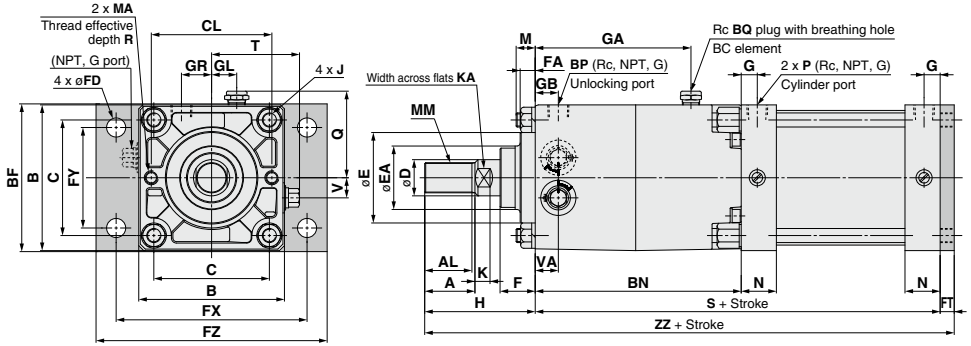 2 x MA
Thread effective
depth R
(NPT, G port)
4 x øFD
CL
T
GR
GL
4 x J
BF
B
C
FY
Q
V
C
B
FX
FZ
M
GA
FA
GB
BP (Rc, NPT, G)
Unlocking port
Rc BQ plug with breathing hole
BC element
2 x P (Rc, NPT, G)
Cylinder port
G
G
Width across flats KA
MM
øE
øEA
øD
AL
A
K
F
H
VA
BN
N
N
S + Stroke
FT
ZZ + Stroke